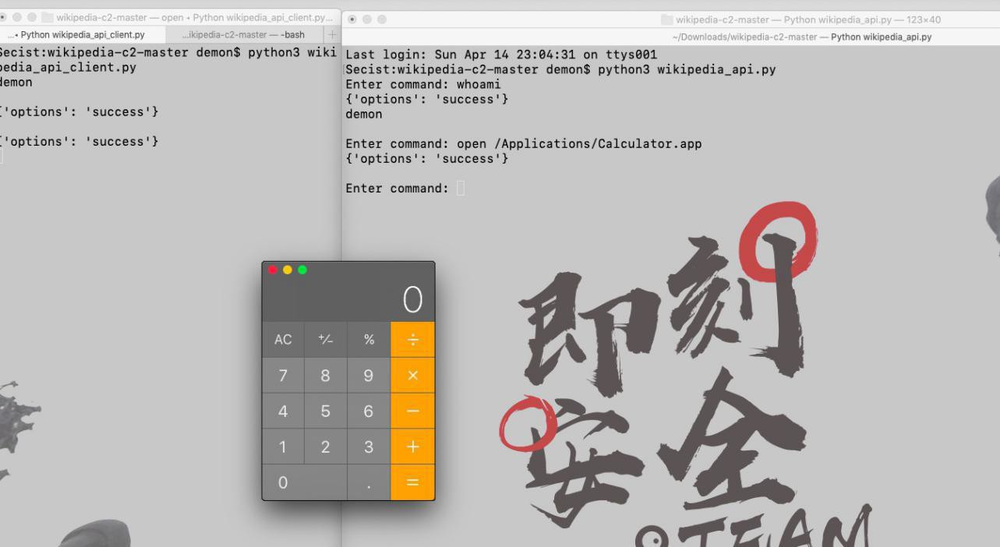 wikipedia-c2-master — open ◂ Python wikipedia_api_client.py...
...◂ Python wikipedia_api_client.py
...ikipedia-c2-master — -bash
+
Secist:wikipedia-c2-master demon$ python3 wiki
pedia_api_client.py
demon
{'options': 'success'}
{'options': 'success'}
wikipedia-c2-master — Python wikipedia_api.py — 123×40
~/Downloads/wikipedia-c2-master — Python wikipedia_api.py
Last login: Sun Apr 14 23:04:31 on ttys001
[Secist:wikipedia-c2-master demon$ python3 wikipedia_api.py
Enter command: whoami
{'options': 'success'}
demon
Enter command: open /Applications/Calculator.app
{'options': 'success'}
Enter command:
0
AC +/− % ÷
7 8 9 ×
4 5 6 −
1 2 3 +
0 . =
即刻
安全
TEAM